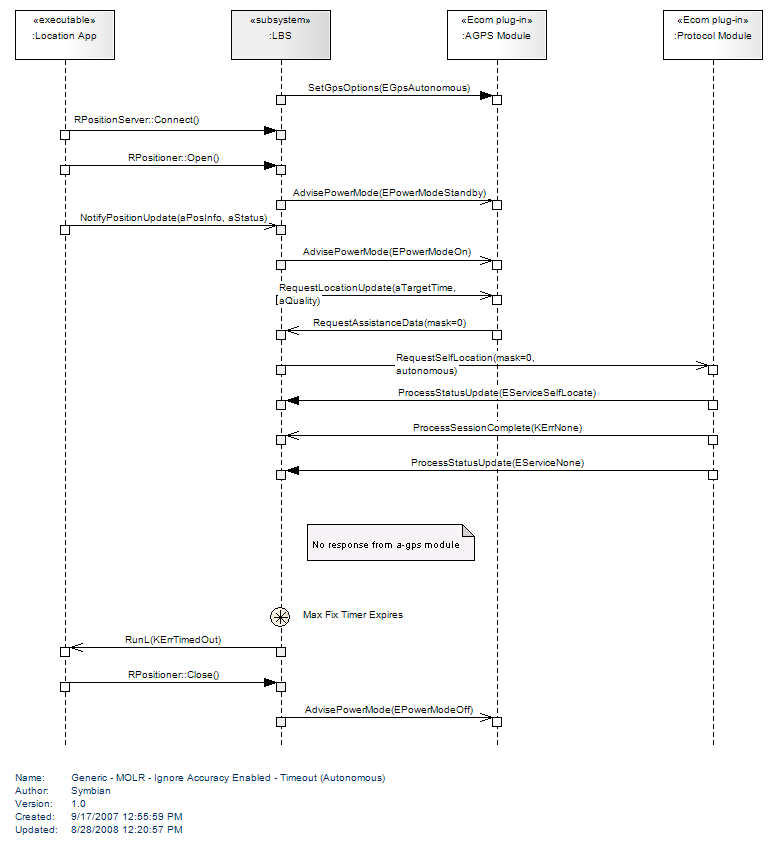 «executable»
:Location App
«subsystem»
:LBS
«Ecom plug-in»
:AGPS Module
«Ecom plug-in»
:Protocol Module
SetGpsOptions(EGpsAutonomous)
RPositionServer::Connect()
RPositioner::Open()
AdvisePowerMode(EPowerModeStandby)
NotifyPositionUpdate(aPosInfo, aStatus)
AdvisePowerMode(EPowerModeOn)
RequestLocationUpdate(aTargetTime,
aQuality)
RequestAssistanceData(mask=0)
RequestSelfLocation(mask=0,
autonomous)
ProcessStatusUpdate(EServiceSelfLocate)
ProcessSessionComplete(KErrNone)
ProcessStatusUpdate(EServiceNone)
No response from a-gps module
Max Fix Timer Expires
RunL(KErrTimedOut)
RPositioner::Close()
AdvisePowerMode(EPowerModeOff)
Name: Generic - MOLR - Ignore Accuracy Enabled - Timeout (Autonomous)
Author: Symbian
Version: 1.0
Created: 9/17/2007 12:55:59 PM
Updated: 8/28/2008 12:20:57 PM